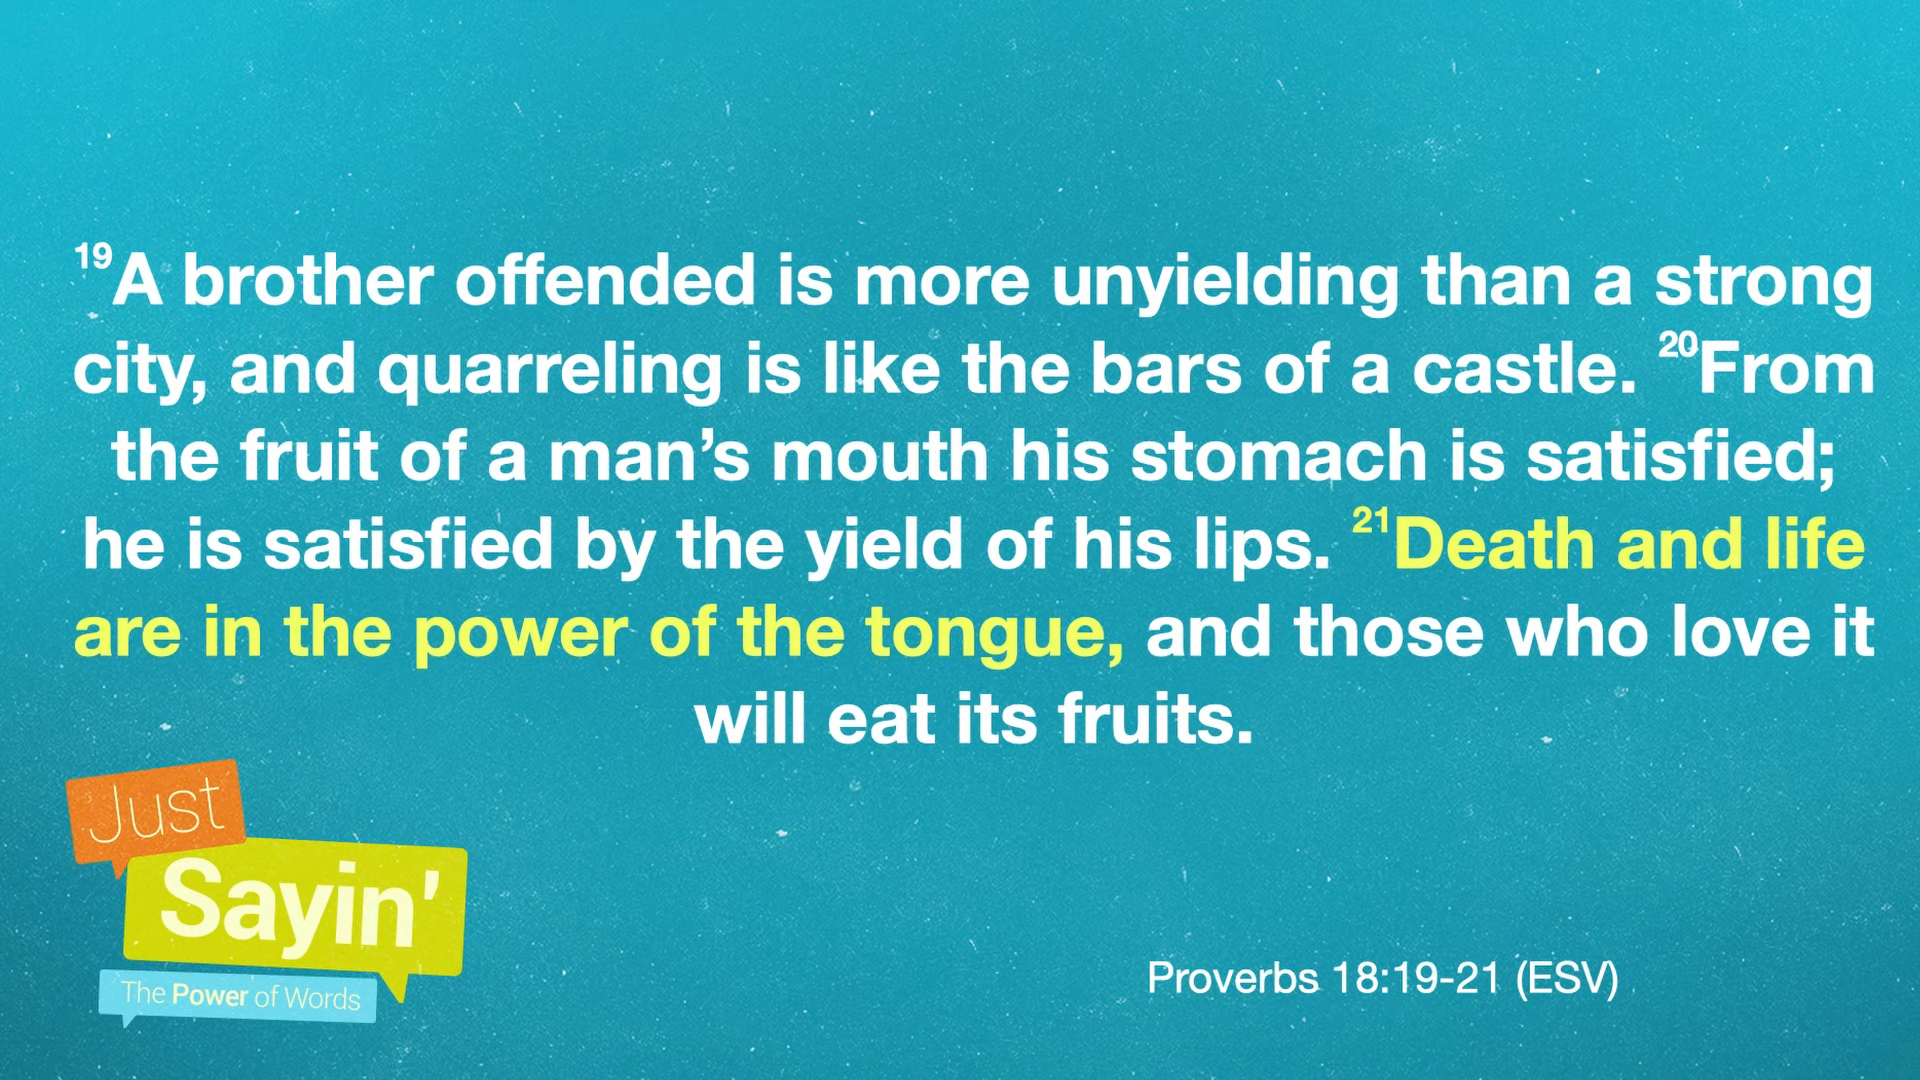 ¹⁹A brother offended is more unyielding than a strong
city, and quarreling is like the bars of a castle. ²⁰From
the fruit of a man’s mouth his stomach is satisfied;
he is satisfied by the yield of his lips. ²¹Death and life
are in the power of the tongue, and those who love it
will eat its fruits.
Just
Sayin'
The Power of Words
Proverbs 18:19-21 (ESV)